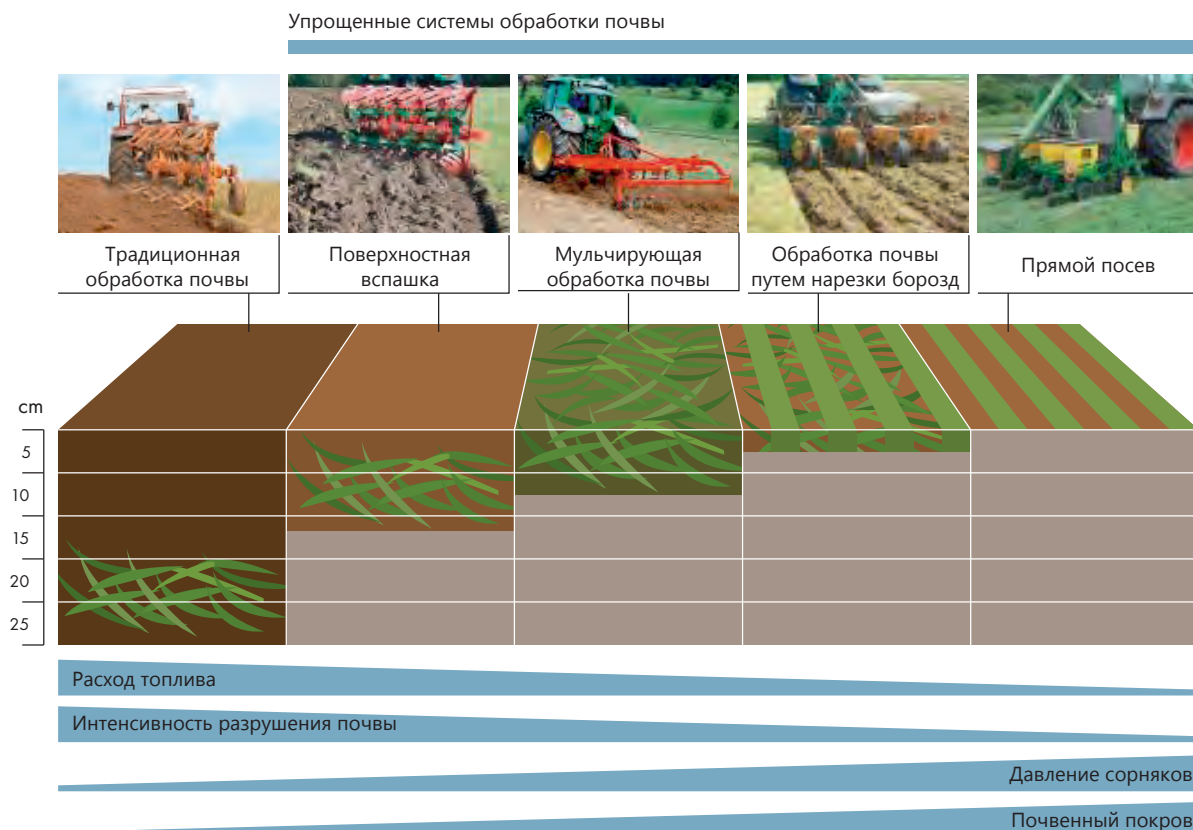 Упрощенные системы обработки почвы
Традиционная
обработка почвы
Поверхностная
вспашка
Мульчирующая
обработка почвы
Обработка почвы
путем нарезки борозд
Прямой посев
cm
5
10
15
20
25
Расход топлива
Интенсивность разрушения почвы
Давление сорняков
Почвенный покров